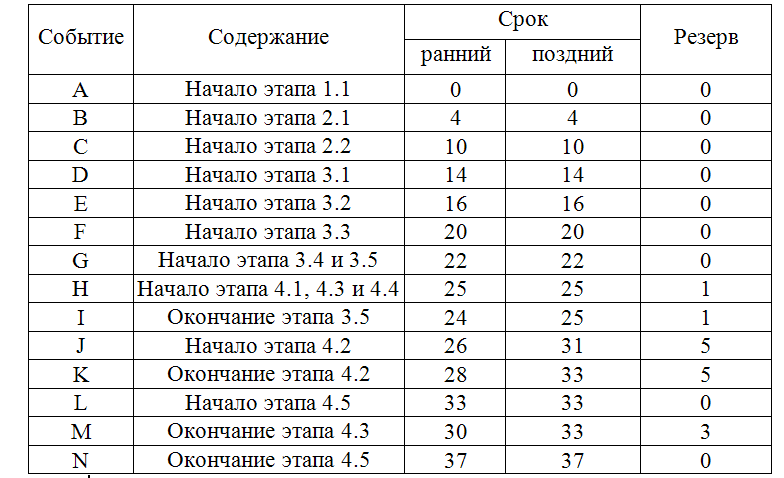 Событие Содержание Срок Резерв
ранний поздний
A Начало этапа 1.1 0 0 0
B Начало этапа 2.1 4 4 0
C Начало этапа 2.2 10 10 0
D Начало этапа 3.1 14 14 0
E Начало этапа 3.2 16 16 0
F Начало этапа 3.3 20 20 0
G Начало этапа 3.4 и 3.5 22 22 0
H Начало этапа 4.1, 4.3 и 4.4 25 25 1
I Окончание этапа 3.5 24 25 1
J Начало этапа 4.2 26 31 5
K Окончание этапа 4.2 28 33 5
L Начало этапа 4.5 33 33 0
M Окончание этапа 4.3 30 33 3
N Окончание этапа 4.5 37 37 0